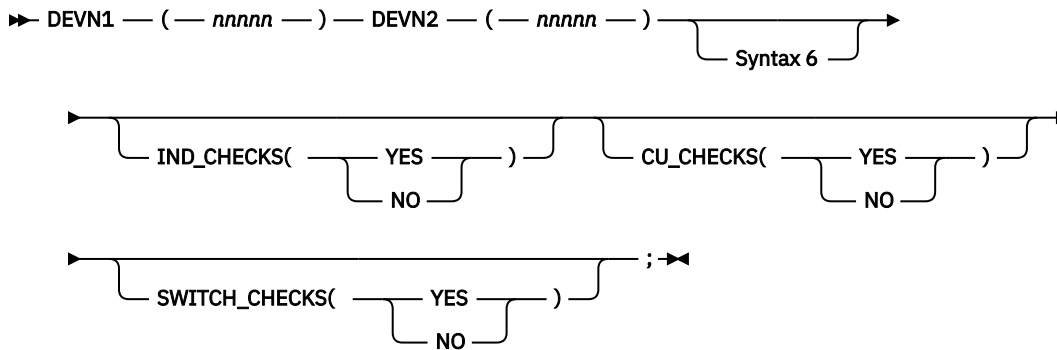 DEVN1 ( nnnnn ) DEVN2 ( nnnnn )
Syntax 6
IND_CHECKS( YES ) CU_CHECKS( YES )
NO NO
SWITCH_CHECKS( YES ) ;
NO